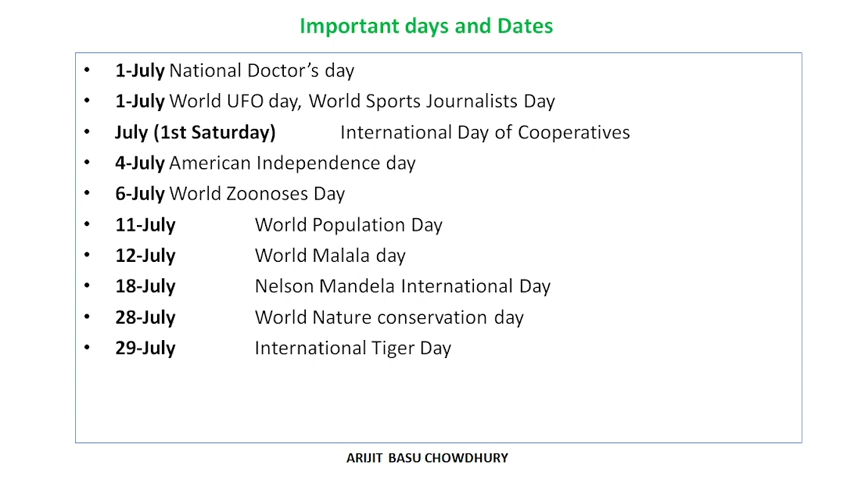 Important days and Dates
• 1-July National Doctor’s day
• 1-July World UFO day, World Sports Journalists Day
• July (1st Saturday) International Day of Cooperatives
• 4-July American Independence day
• 6-July World Zoonoses Day
• 11-July World Population Day
• 12-July World Malala day
• 18-July Nelson Mandela International Day
• 28-July World Nature conservation day
• 29-July International Tiger Day
ARIJIT BASU CHOWDHURY